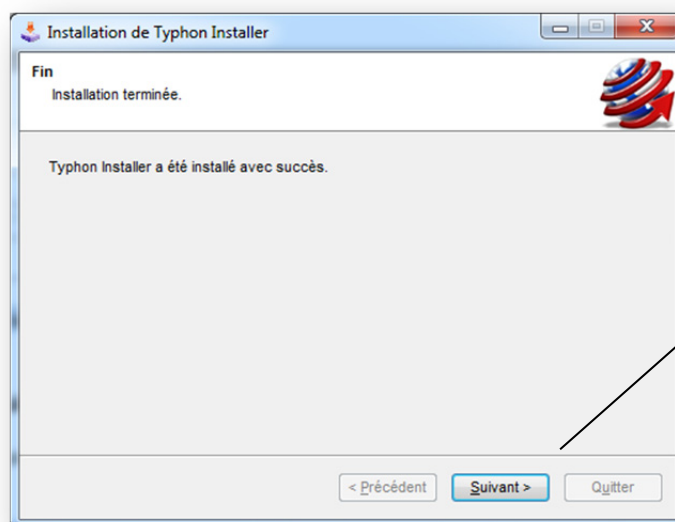 Installation de Typhon Installer
Fin
Installation terminée.
Typhon Installer a été installé avec succès.
< Précédent
Suivant >
Quitter